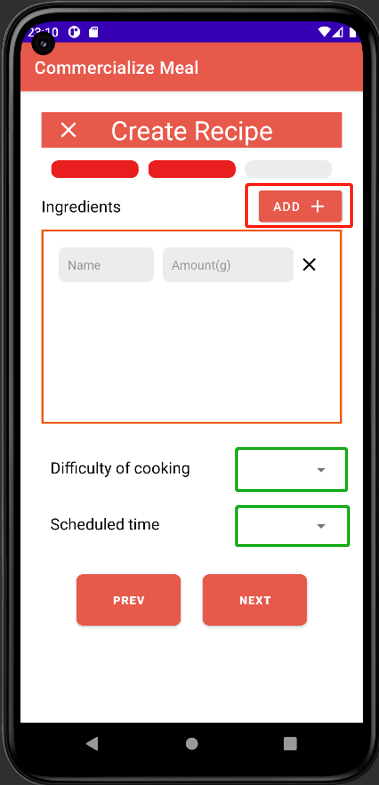 23:10
Commercialize Meal
Create Recipe
Ingredients
ADD
Name
Amount(g)
Difficulty of cooking
Scheduled time
PREV
NEXT